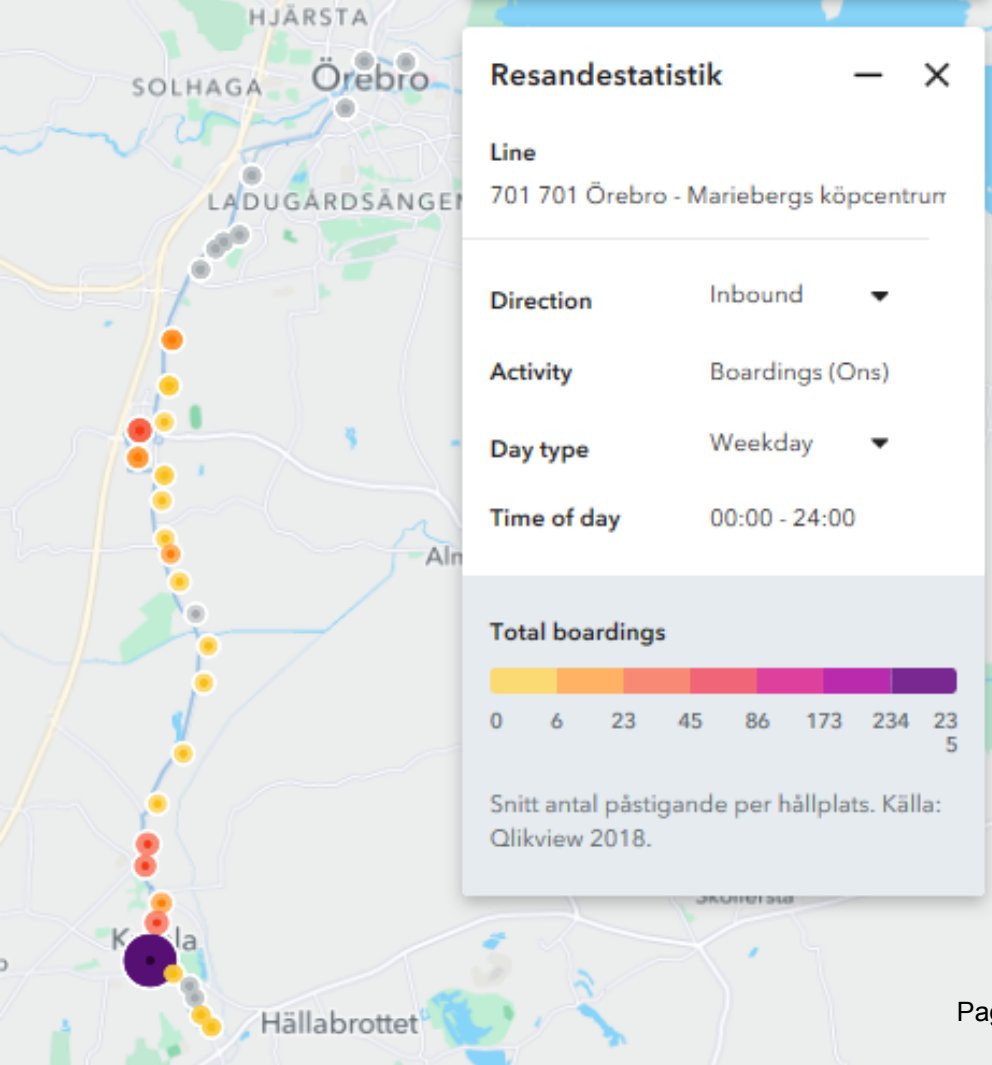 HJÄRSTA
SOLHAGA
Örebro
LADUGÅRDSÄNGEN
Hällabrottet
Resandestatistik
Line
701 701 Örebro - Mariebergs köpcentrum
Direction Inbound
Activity Boardings (Ons)
Day type Weekday
Time of day 00:00 - 24:00
Total boardings
0 6 23 45 86 173 234 23
5
Snitt antal påstigande per hållplats. Källa:
Qlikview 2018.